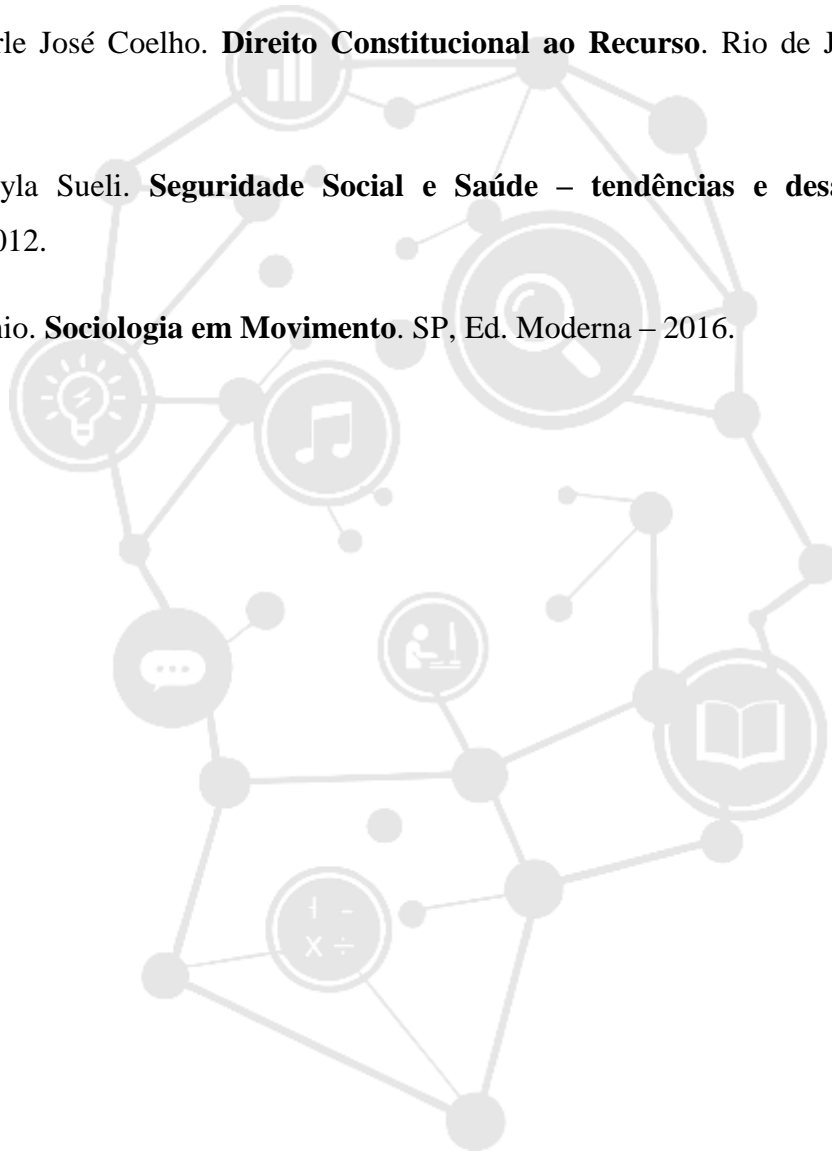 rle José Coelho. Direito Constitucional ao Recurso. Rio de J
yla Sueli. Seguridade Social e Saúde – tendências e desa
012.
nio. Sociologia em Movimento. SP, Ed. Moderna – 2016.
+ -
X ÷